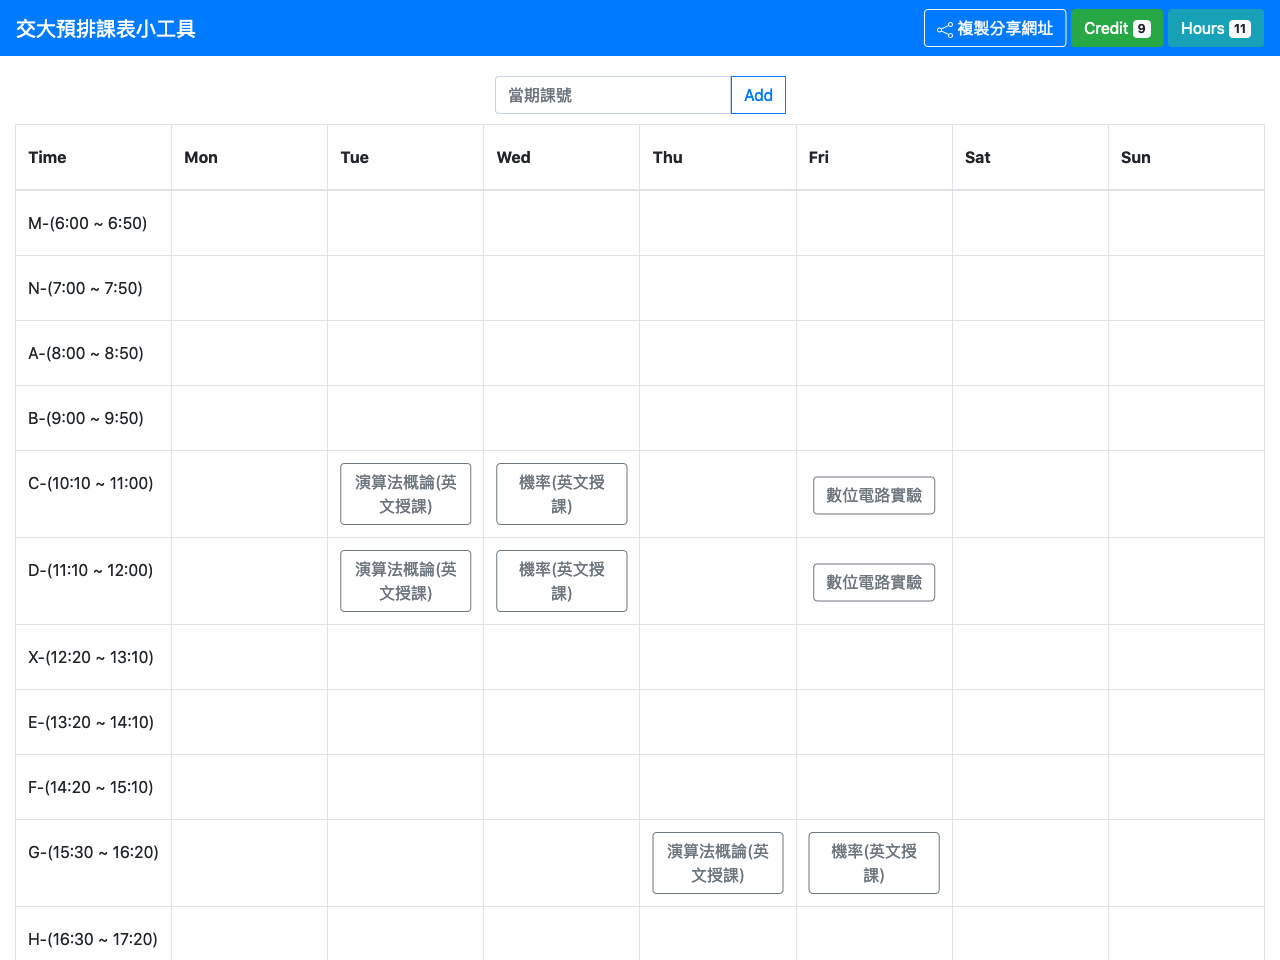 交大預排課表小工具
複製分享網址 Credit 9 Hours 11
當期課號 Add
Time Mon Tue Wed Thu Fri Sat Sun
M-(6:00 ~ 6:50)
N-(7:00 ~ 7:50)
A-(8:00 ~ 8:50)
B-(9:00 ~ 9:50)
C-(10:10 ~ 11:00)
演算法概論(英
文授課)
機率(英文授
課)
數位電路實驗
D-(11:10 ~ 12:00)
演算法概論(英
文授課)
機率(英文授
課)
數位電路實驗
X-(12:20 ~ 13:10)
E-(13:20 ~ 14:10)
F-(14:20 ~ 15:10)
G-(15:30 ~ 16:20)
演算法概論(英
文授課)
機率(英文授
課)
H-(16:30 ~ 17:20)